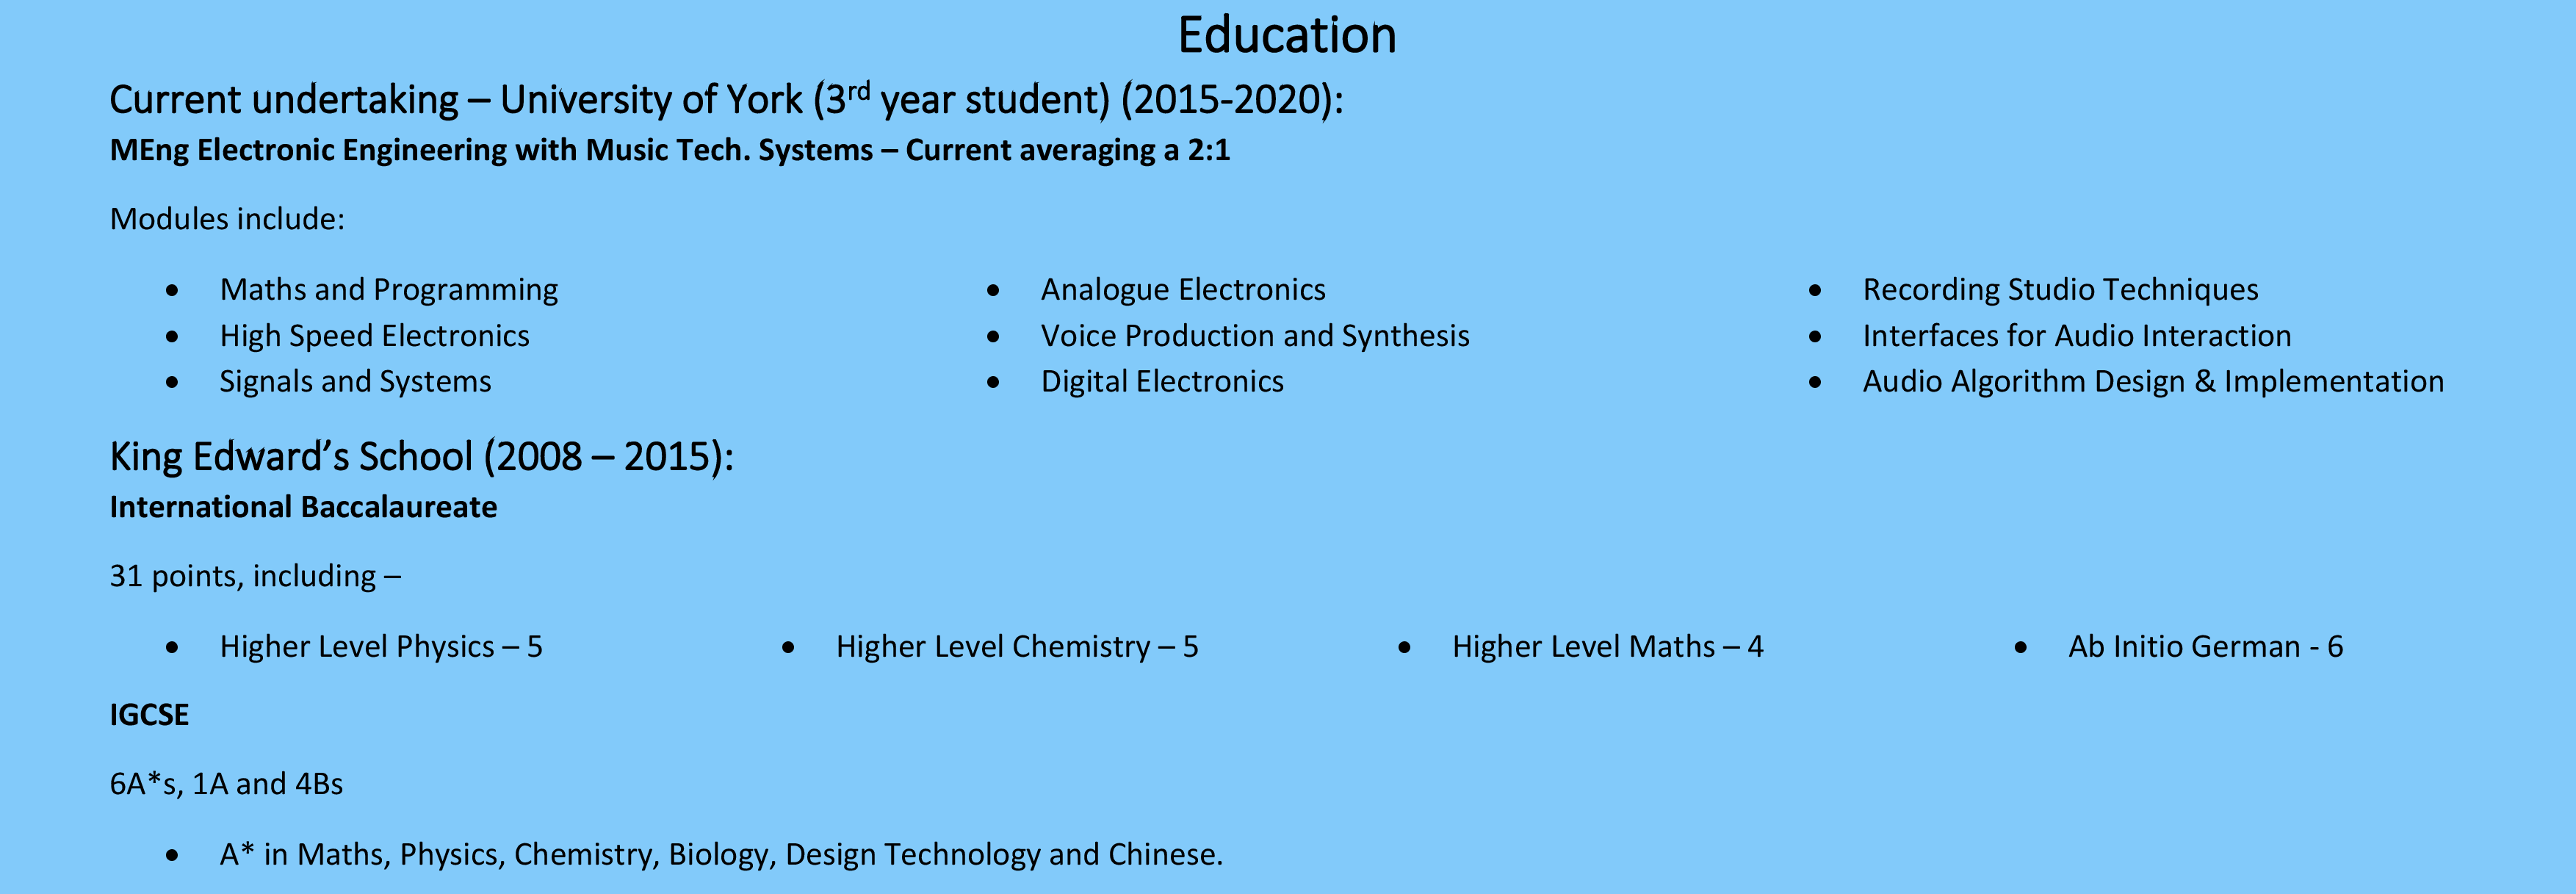 Education
Current undertaking – University of York (3rd year student) (2015-2020):
MEng Electronic Engineering with Music Tech. Systems – Current averaging a 2:1
Modules include:
• Maths and Programming
• High Speed Electronics
• Signals and Systems
• Analogue Electronics
• Voice Production and Synthesis
• Digital Electronics
• Recording Studio Techniques
• Interfaces for Audio Interaction
• Audio Algorithm Design & Implementation
King Edward’s School (2008 – 2015):
International Baccalaureate
31 points, including –
• Higher Level Physics – 5
• Higher Level Chemistry – 5
• Higher Level Maths – 4
• Ab Initio German - 6
IGCSE
6A*s, 1A and 4Bs
• A* in Maths, Physics, Chemistry, Biology, Design Technology and Chinese.